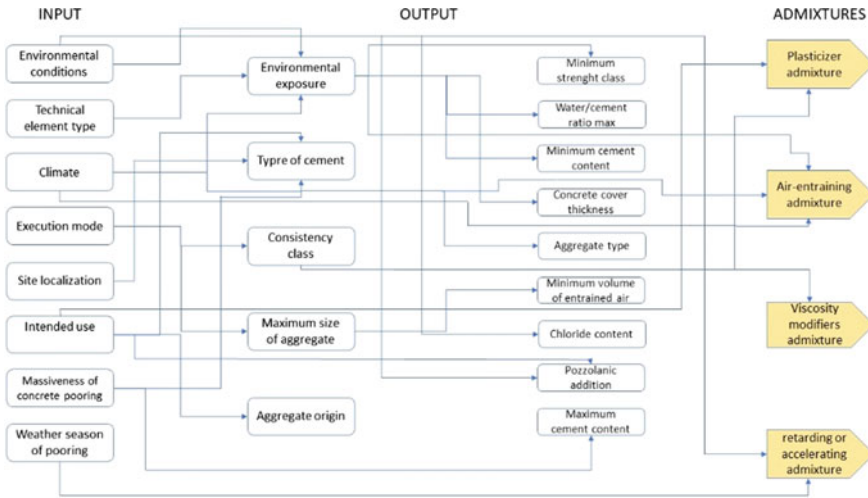 INPUT
OUTPUT
ADMIXTURES
Environmental
conditions
Technical
element type
Climate
Execution mode
Site localization
Intended use
Massiveness of
concrete pooring
Weather season
of pooring
Environmental
exposure
Typre of cement
Consistency
class
Maximum size
of aggregate
Aggregate origin
Minimum
strenght class
Water/cement
ratio max
Minimum cement
content
Concrete cover
thickness
Aggregate type
Minimum volume
of entrained air
Chloride content
Pozzolanic
addition
Maximum
cement content
Plasticizer
admixture
Air-entraining
admixture
Viscosity
modifiers
admixture
retarding or
accelerating
admixture